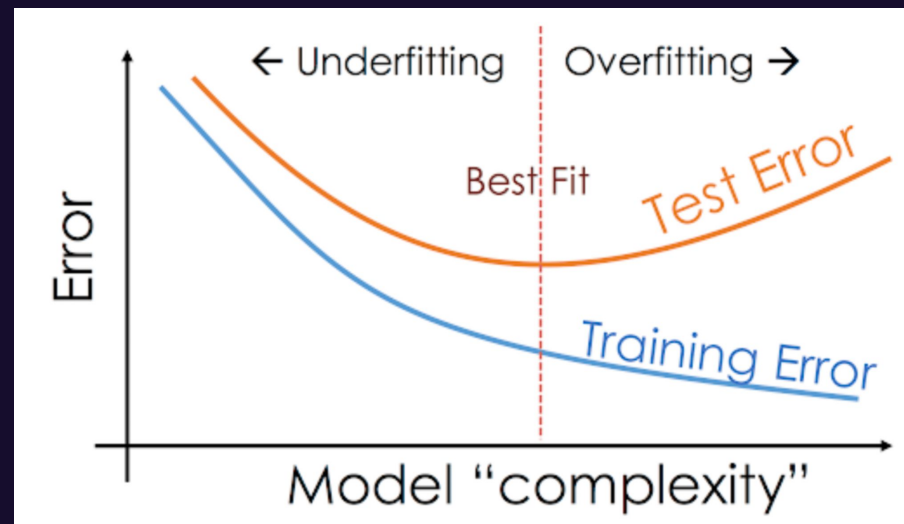 ← Underfitting
Overfitting →
Best Fit
Test Error
Training Error
Error
Model “complexity”